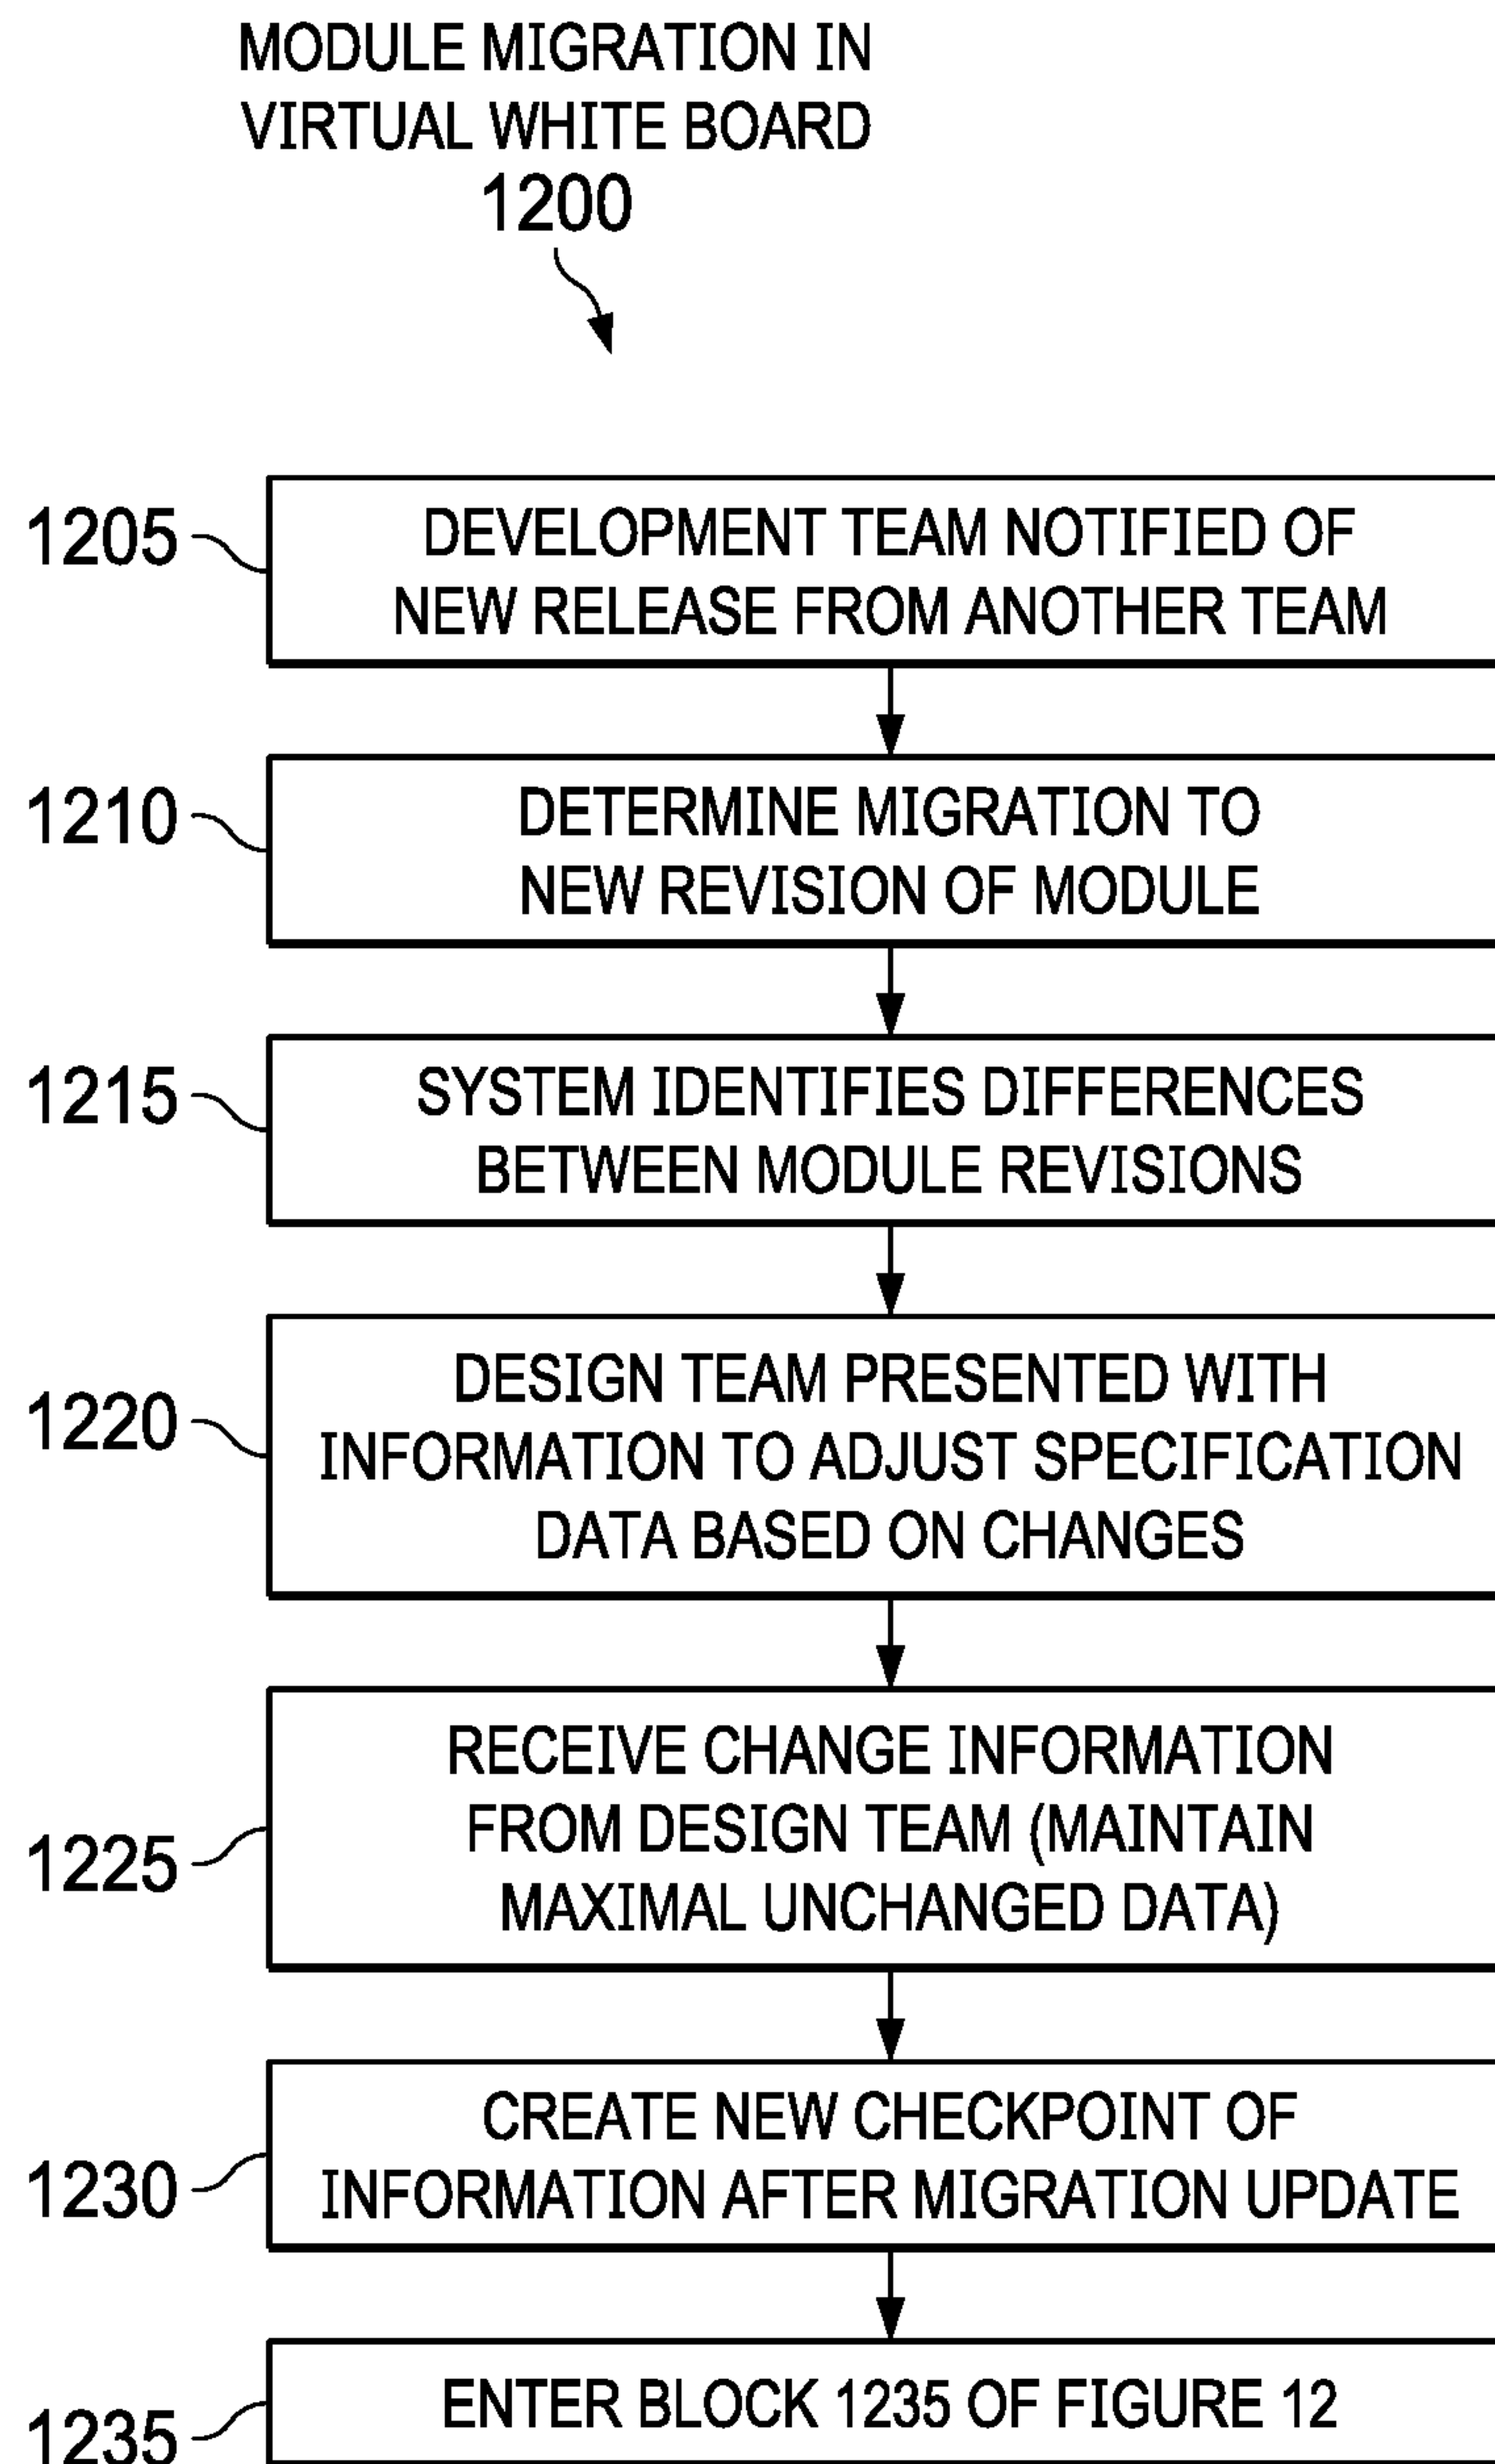 MODULE MIGRATION IN
VIRTUAL WHITE BOARD
1200
1205
DEVELOPMENT TEAM NOTIFIED OF
NEW RELEASE FROM ANOTHER TEAM
1210
DETERMINE MIGRATION TO
NEW REVISION OF MODULE
1215
SYSTEM IDENTIFIES DIFFERENCES
BETWEEN MODULE REVISIONS
1220
DESIGN TEAM PRESENTED WITH
INFORMATION TO ADJUST SPECIFICATION
DATA BASED ON CHANGES
1225
RECEIVE CHANGE INFORMATION
FROM DESIGN TEAM (MAINTAIN
MAXIMAL UNCHANGED DATA)
1230
CREATE NEW CHECKPOINT OF
INFORMATION AFTER MIGRATION UPDATE
1235
ENTER BLOCK 1235 OF FIGURE 12